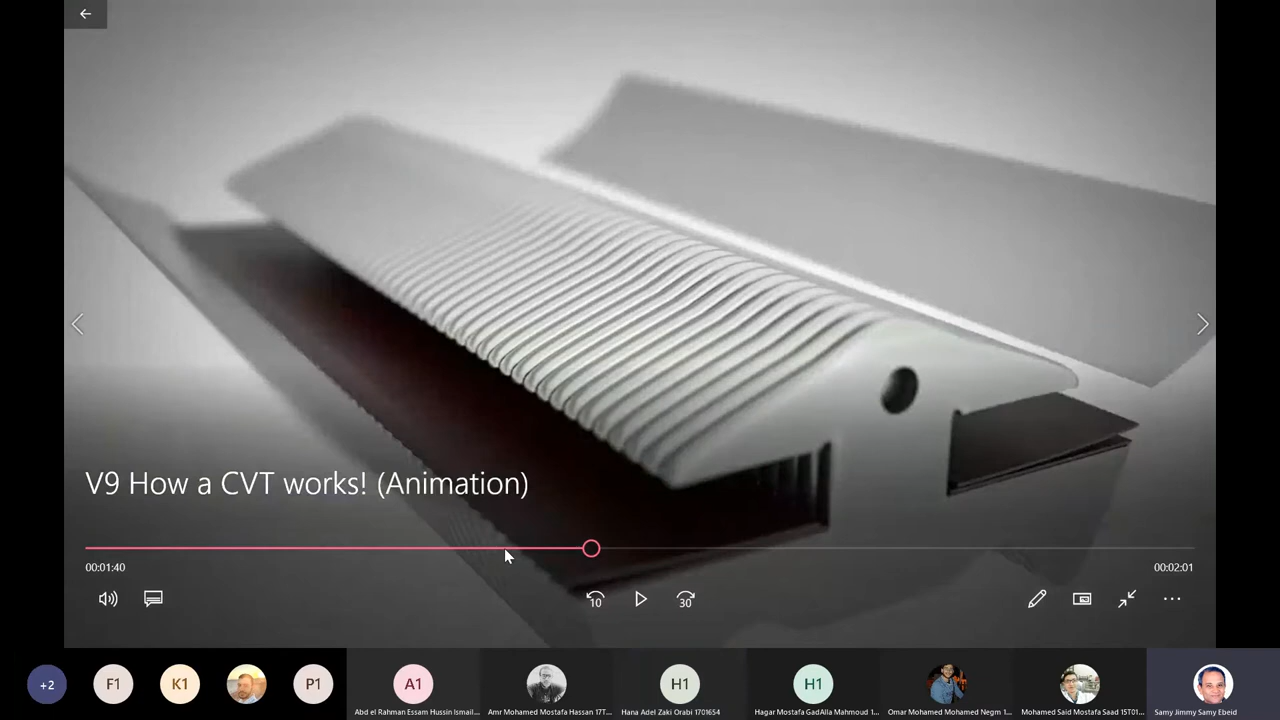 V9 How a CVT works! (Animation)
00:01:40
00:02:01
10
30
+2
F1
K1
P1
A1
H1
H1
Abd el Rahman Essam Hussin Ismail...
Amr Mohamed Mostafa Hassan 17T...
Hana Adel Zaki Orabi 1701654
Hagar Mostafa GadAlla Mahmoud 1...
Omar Mohamed Mohamed Negm 1...
Mohamed Said Mostafa Saad 15T01...
Samy Jimmy Samy Ebeid